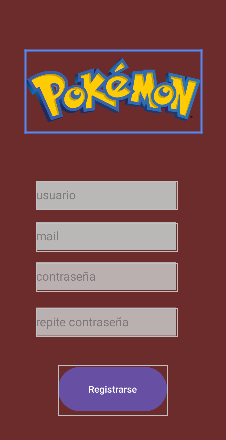 POKéMON
usuario
mail
contraseña
repite contraseña
Registrarse